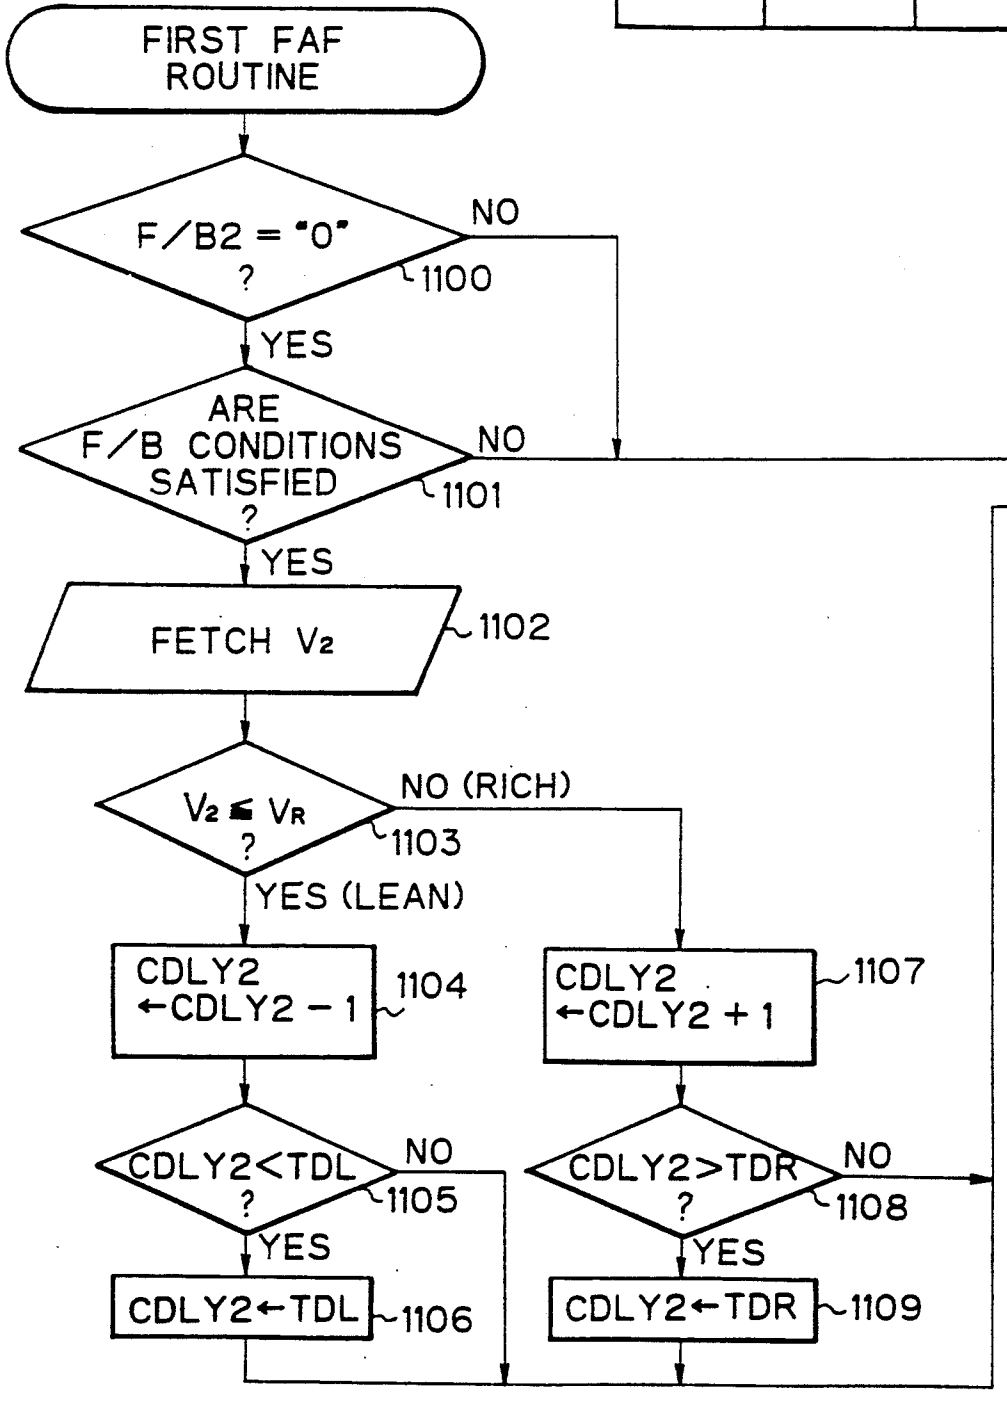 FIRST FAF
ROUTINE
F/B2 = "0"
?
NO
1100
YES
ARE
F/B CONDITIONS
SATISFIED
?
NO
1101
YES
FETCH V2
1102
V2 ≦ VR
?
NO (RICH)
1103
YES (LEAN)
CDLY2
←CDLY2 - 1
1104
CDLY2
←CDLY2 + 1
1107
CDLY2<TDL
?
NO
1105
YES
CDLY2>TDR
?
NO
1108
YES
CDLY2←TDL
1106
CDLY2←TDR
1109